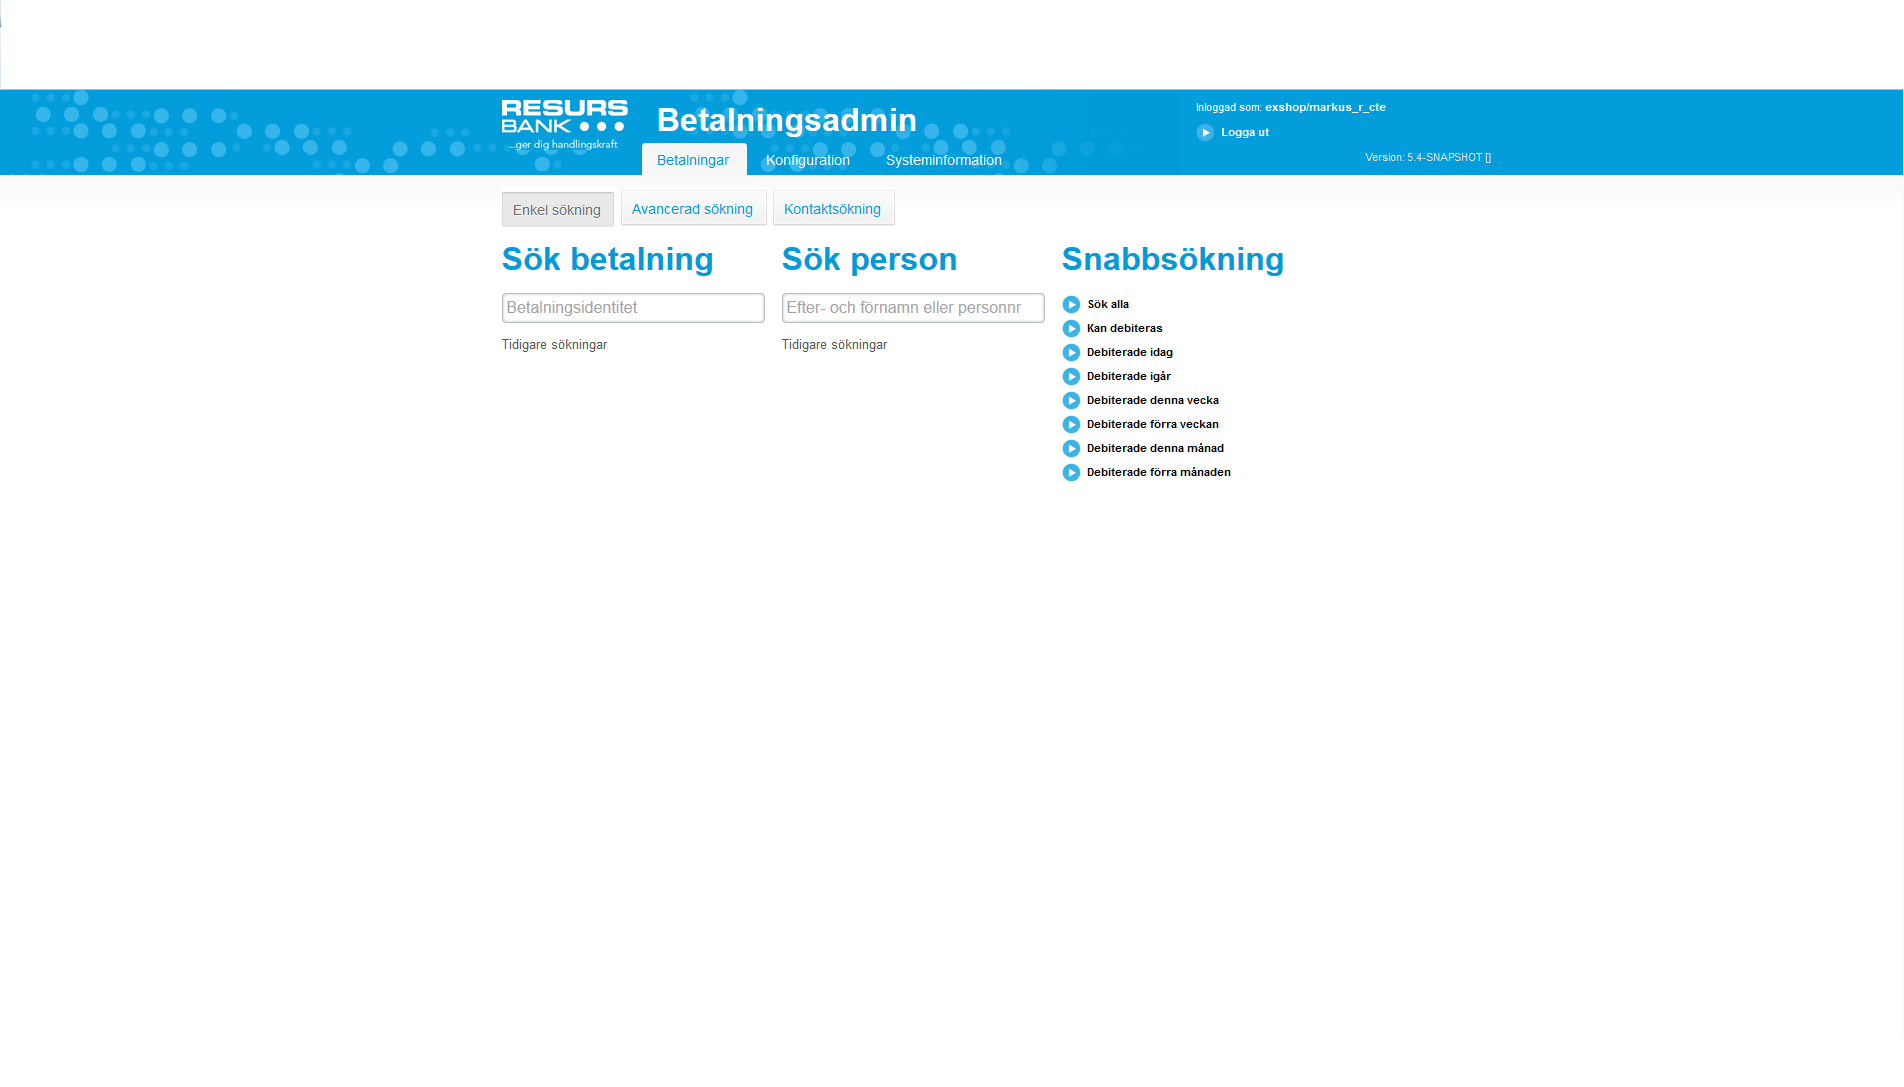 RESURS
BANK
...ger dig handlingskraft
Betalningsadmin
Betalningar Konfiguration Systeminformation
Inloggad som: exshop/markus_r_cte
Logga ut
Version: 5.4-SNAPSHOT []
Enkel sökning Avancerad sökning Kontaktsökning
Sök betalning
Betalningsidentitet
Tidigare sökningar
Sök person
Efter- och förnamn eller personnr
Tidigare sökningar
Snabbsökning
Sök alla
Kan debiteras
Debiterade idag
Debiterade igår
Debiterade denna vecka
Debiterade förra veckan
Debiterade denna månad
Debiterade förra månaden